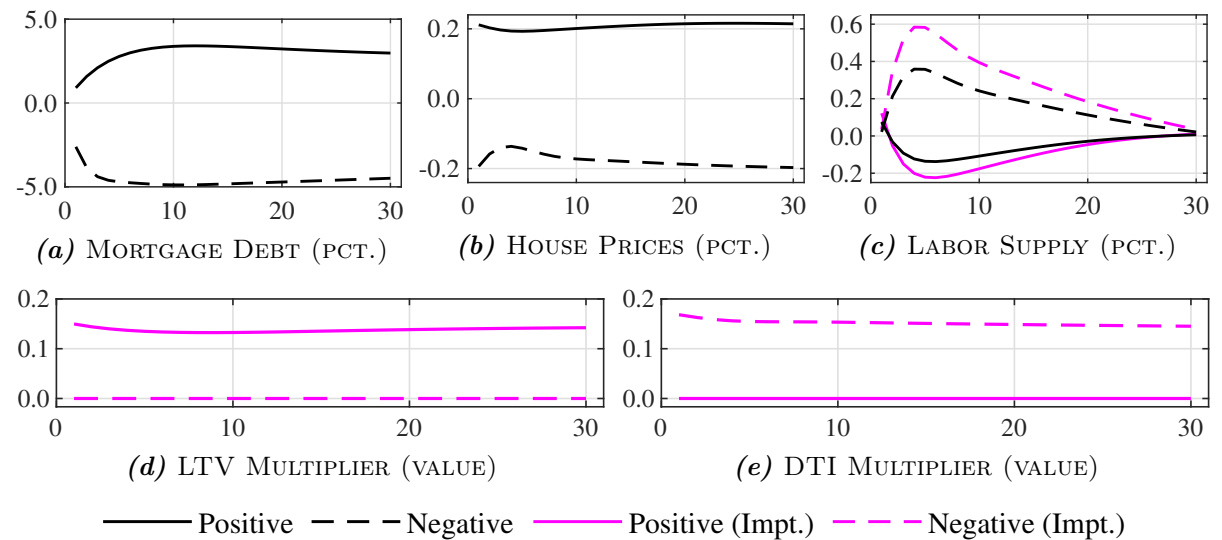 5.0
0.0
-5.0
0 10 20 30
(a) MORTGAGE DEBT (PCT.)
0.2
0.0
-0.2
0 10 20 30
(b) HOUSE PRICES (PCT.)
0.6
0.4
0.2
0.0
-0.2
0 10 20 30
(c) LABOR SUPPLY (PCT.)
0.2
0.1
0.0
0 10 20 30
(d) LTV MULTIPLIER (VALUE)
0.2
0.1
0.0
0 10 20 30
(e) DTI MULTIPLIER (VALUE)
Positive Negative Positive (Impt.) Negative (Impt.)